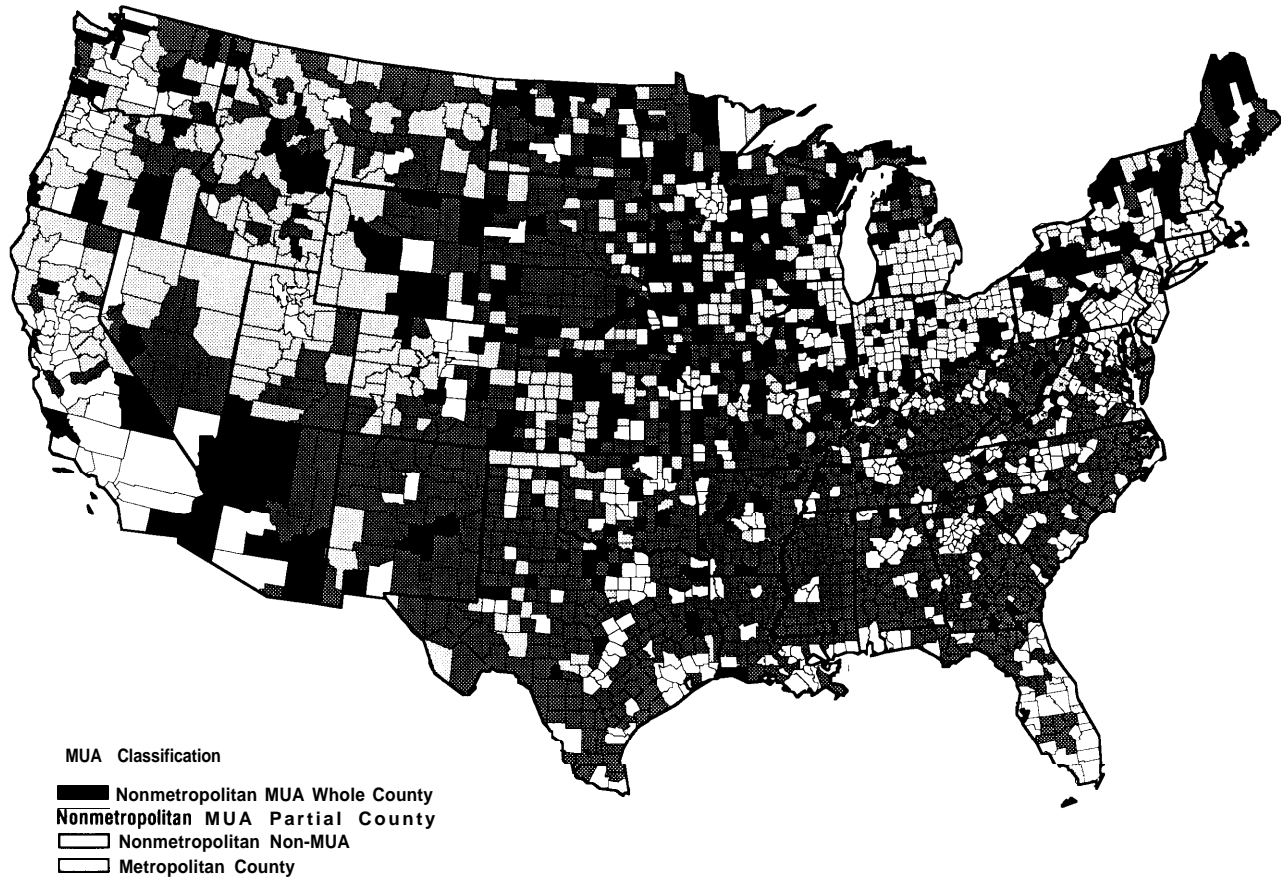 MUA Classification
Nonmetropolitan MUA Whole County
Nonmetropolitan MUA Partial County
Nonmetropolitan Non-MUA
Metropolitan County